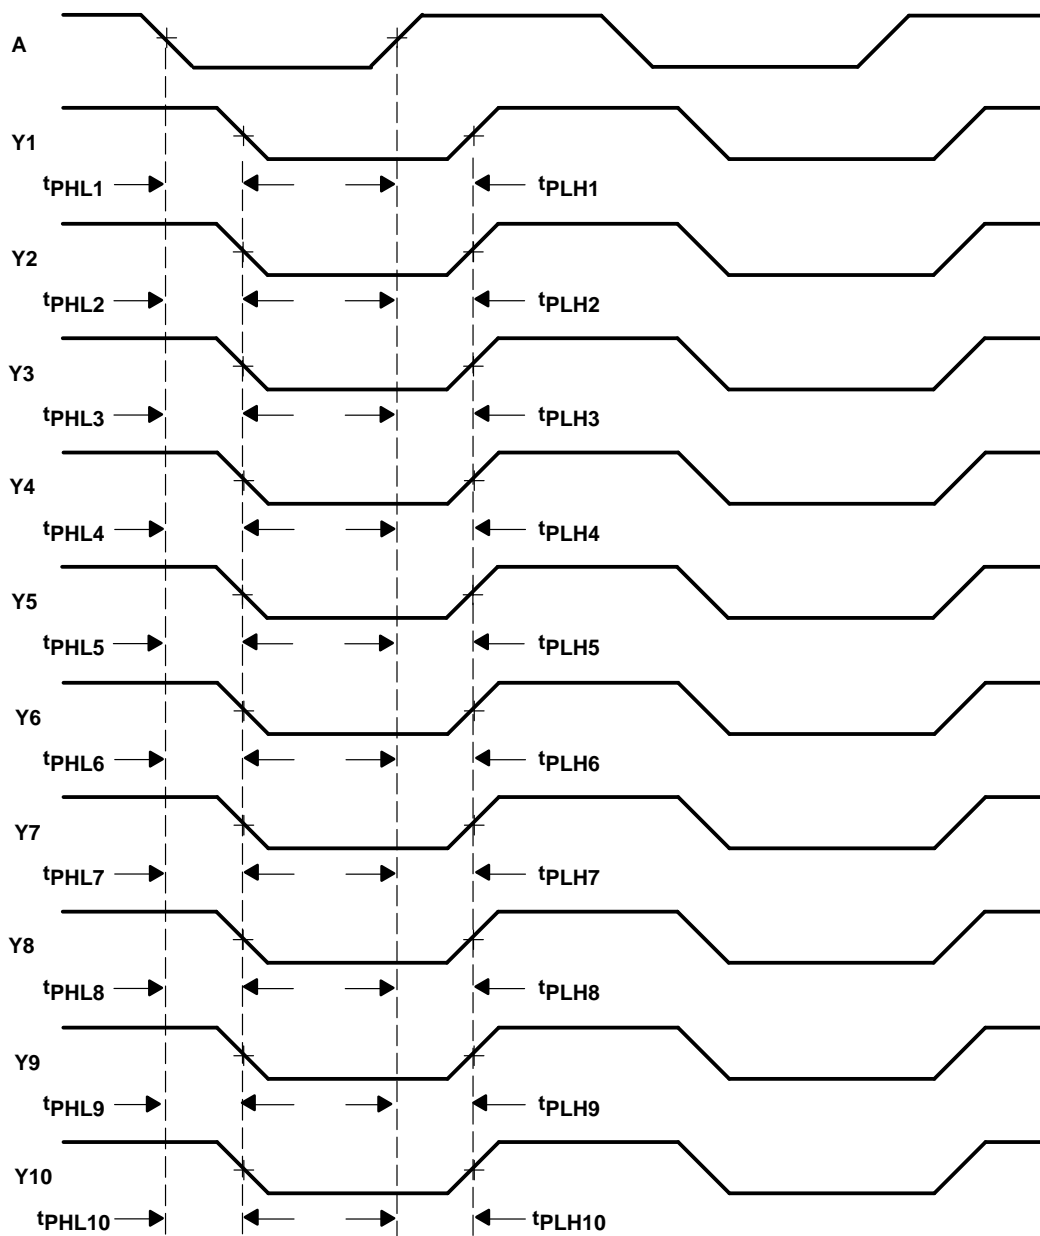 A
Y1
tPHL1 tPLH1
Y2
tPHL2 tPLH2
Y3
tPHL3 tPLH3
Y4
tPHL4 tPLH4
Y5
tPHL5 tPLH5
Y6
tPHL6 tPLH6
Y7
tPHL7 tPLH7
Y8
tPHL8 tPLH8
Y9
tPHL9 tPLH9
Y10
tPHL10 tPLH10